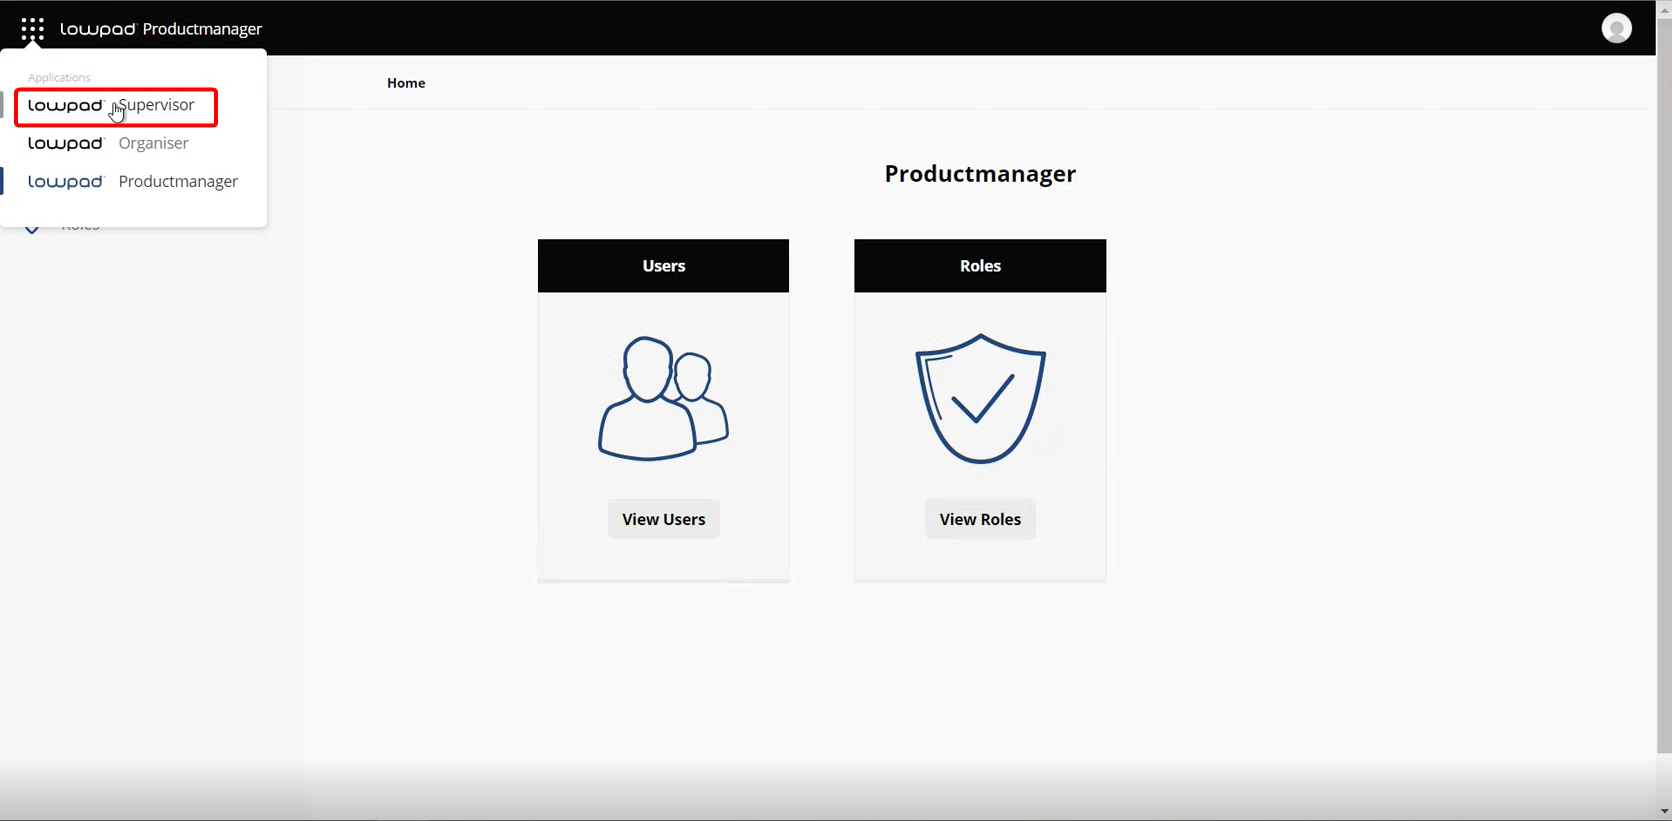 lowpad Productmanager
Applications
lowpad Supervisor
lowpad Organiser
lowpad Productmanager
Roles
Home
Productmanager
Users
Roles
View Users
View Roles